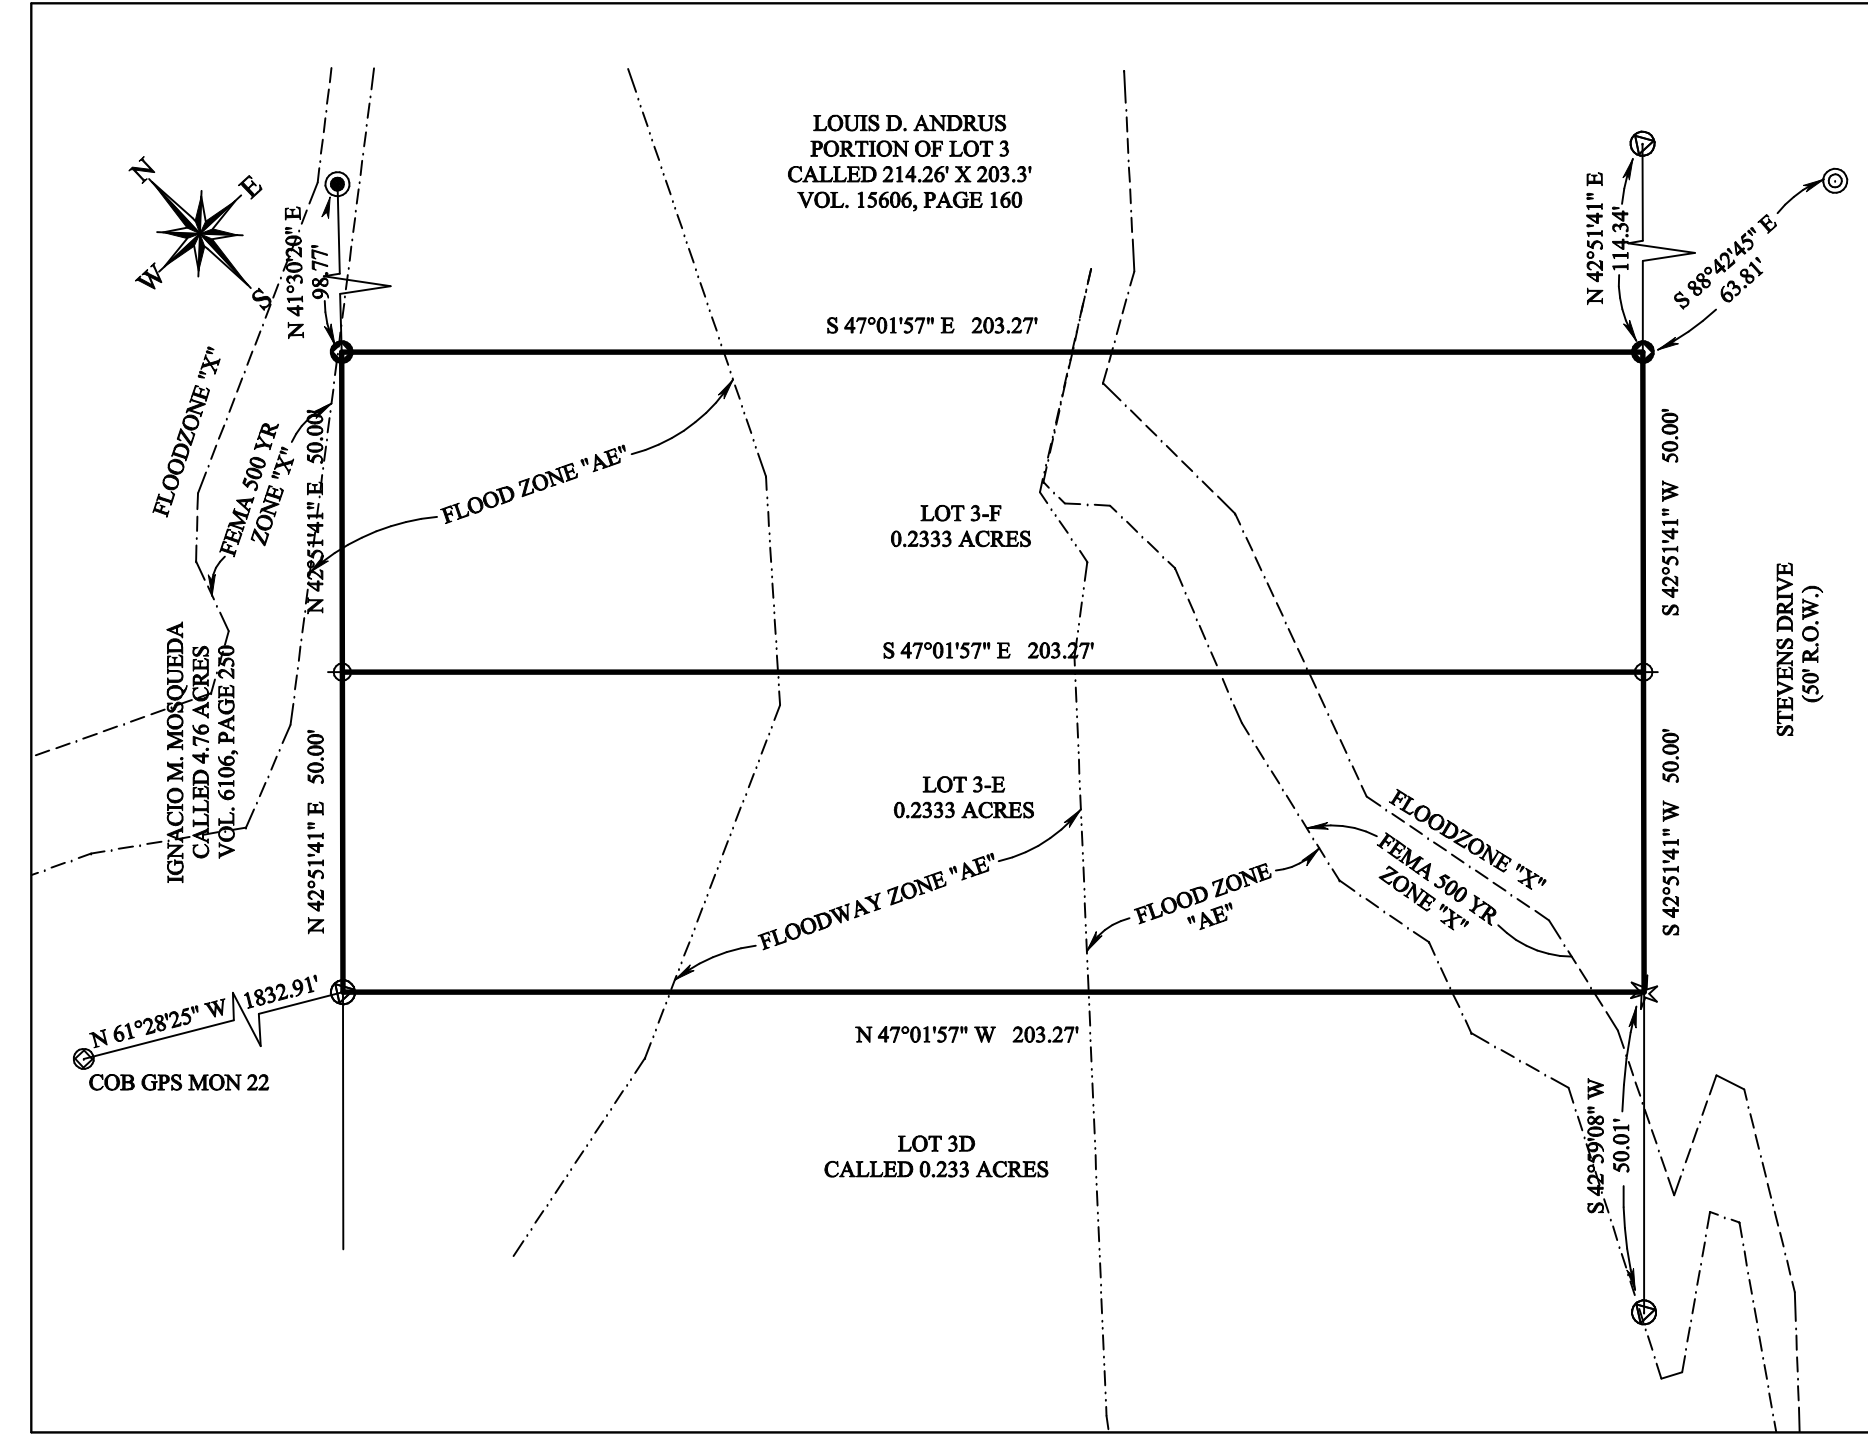 LOUIS D. ANDRUS
PORTION OF LOT 3
CALLED 214.26' X 203.3'
VOL. 15606, PAGE 160
N
E
W
S
N 41°30'20" E
98.77'
N 42°51'41" E
114.34'
S 88°42'45" E
63.81'
S 47°01'57" E 203.27'
FLOODZONE "X"
FEMA 500 YR
ZONE "X"
N 42°51'41" E 50.00'
FLOOD ZONE "AE"
LOT 3-F
0.2333 ACRES
S 42°51'41" W 50.00'
STEVENS DRIVE
(50' R.O.W.)
S 47°01'57" E 203.27'
IGNACIO M. MOSQUEDA
CALLED 4.76 ACRES
VOL. 6106, PAGE 250
N 42°51'41" E 50.00'
LOT 3-E
0.2333 ACRES
FLOODWAY ZONE "AE"
FLOOD ZONE
"AE"
FLOODZONE "X"
FEMA 500 YR
ZONE "X"
S 42°51'41" W 50.00'
N 61°28'25" W 1832.91'
COB GPS MON 22
N 47°01'57" W 203.27'
LOT 3D
CALLED 0.233 ACRES
S 42°59'08" W
50.01'